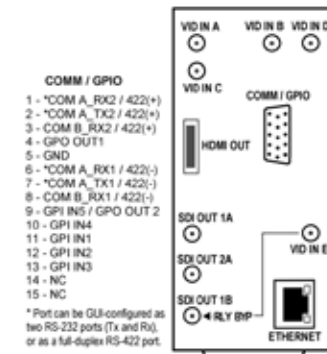 VID IN A
VID IN B
VID IN D
VID IN C
COMM / GPIO
HDMI OUT
SDI OUT 1A
SDI OUT 2A
SDI OUT 1B
RLY BYP
VID IN E
ETHERNET
COMM / GPIO
1 - *COM A_RX2 / 422(+)
2 - *COM A_TX2 / 422(+)
3 - COM B_RX2 / 422(+)
4 - GPO OUT1
5 - GND
6 - *COM A_RX1 / 422(-)
7 - *COM A_TX1 / 422(-)
8 - COM B_RX1 / 422(-)
9 - GPI IN5 / GPO OUT 2
10 - GPI IN4
11 - GPI IN1
12 - GPI IN2
13 - GPI IN3
14 - NC
15 - NC
* Port can be GUI-configured as
two RS-232 ports (Tx and Rx),
or as a full-duplex RS-422 port.